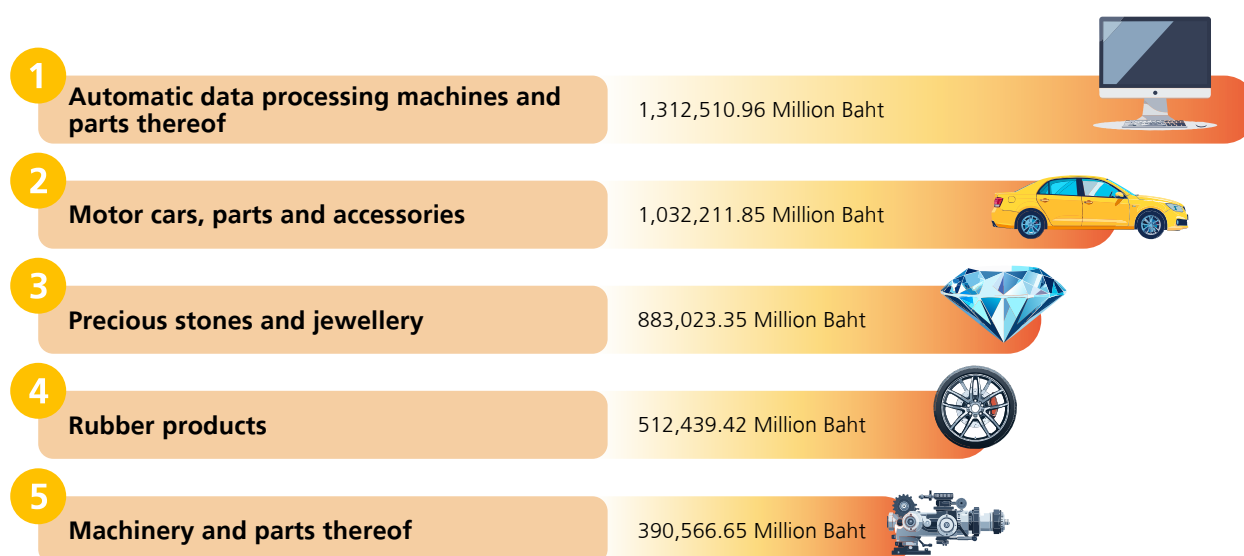 1
Automatic data processing machines and
parts thereof
1,312,510.96 Million Baht
2
Motor cars, parts and accessories
1,032,211.85 Million Baht
3
Precious stones and jewellery
883,023.35 Million Baht
4
Rubber products
512,439.42 Million Baht
5
Machinery and parts thereof
390,566.65 Million Baht